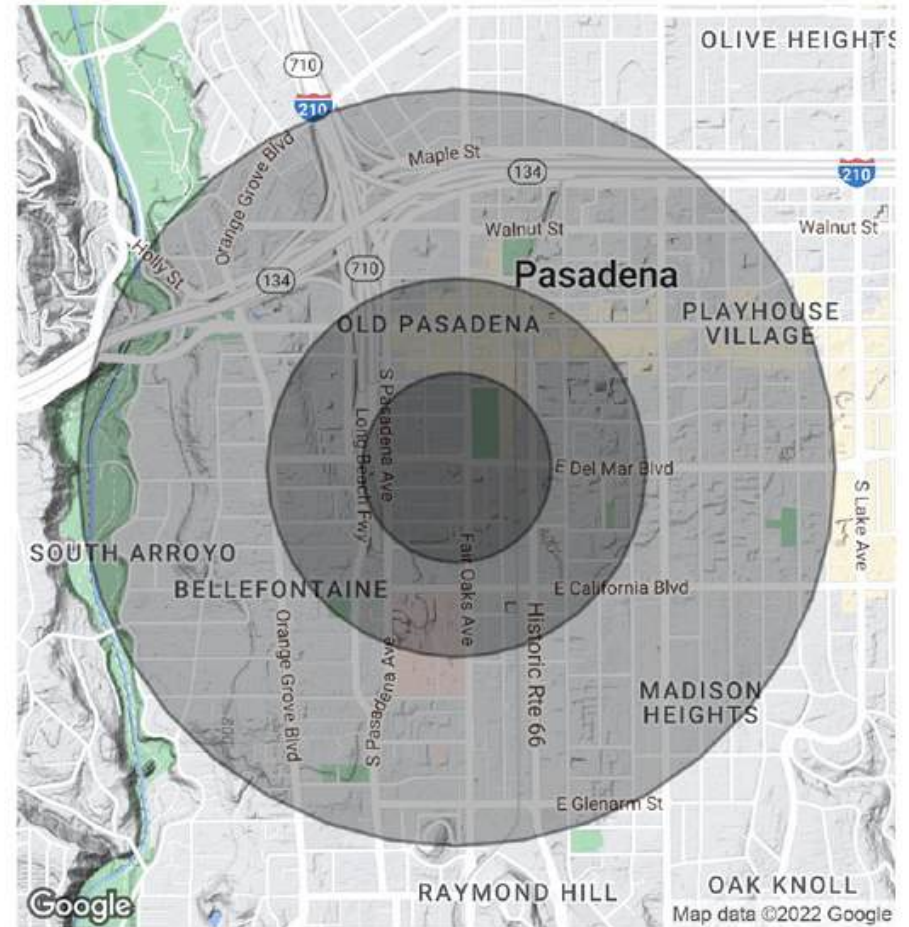 OLIVE HEIGHTS
710
210
Orange Grove Blvd
Maple St
134
210
Walnut St
Walnut St
Holly St
134
710
Pasadena
OLD PASADENA
PLAYHOUSE
VILLAGE
S Pasadena Ave
Long Beach Fwy
E Del Mar Blvd
S Lake Ave
SOUTH ARROYO
BELLEFONTAINE
Fair Oaks Ave
E California Blvd
Orange Grove Blvd
S Pasadena Ave
Historic Rte 66
MADISON
HEIGHTS
E Glenarm St
RAYMOND HILL
OAK KNOLL
Google
Map data ©2022 Google